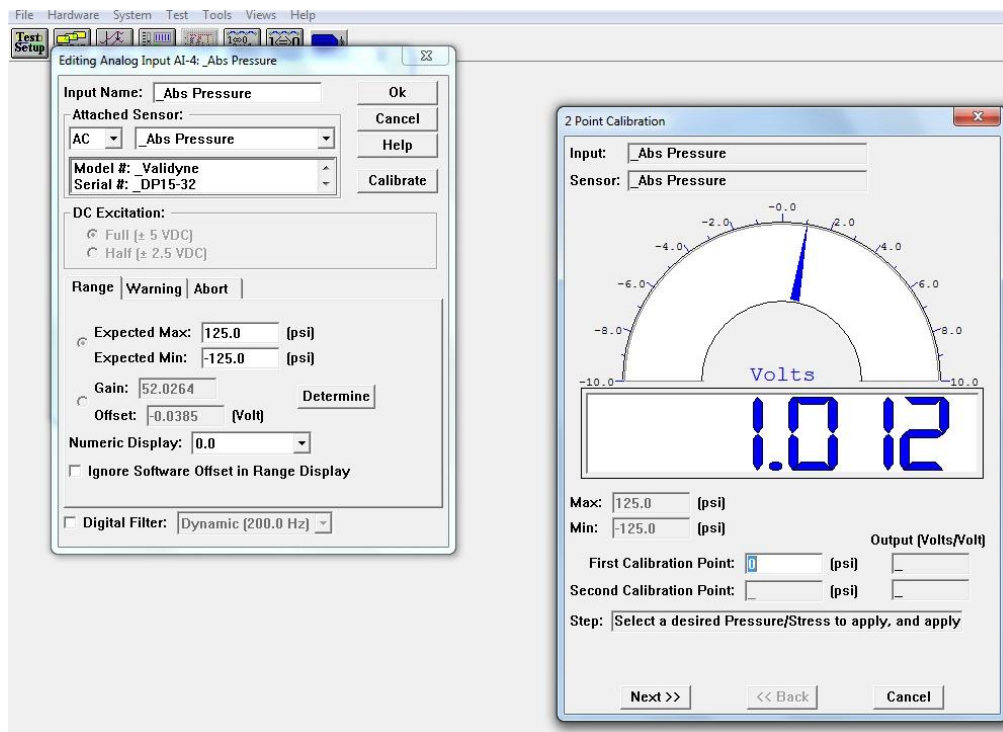 File Hardware System Test Tools Views Help
Test
Setup
Editing Analog Input AI-4: _Abs Pressure
Input Name: _Abs Pressure
Ok
Attached Sensor:
Cancel
AC _Abs Pressure
Help
Model #: _Validyne
Serial #: _DP15-32
Calibrate
DC Excitation:
Full (± 5 VDC)
Half (± 2.5 VDC)
Range Warning Abort
Expected Max: 125.0 (psi)
Expected Min: -125.0 (psi)
Gain: 52.0264
Determine
Offset: -0.0385 (Volt)
Numeric Display: 0.0
Ignore Software Offset in Range Display
Digital Filter: Dynamic (200.0 Hz)
2 Point Calibration
Input: _Abs Pressure
Sensor: _Abs Pressure
-0.0
-2.0 2.0
-4.0 4.0
-6.0 6.0
-8.0 8.0
-10.0 10.0
Volts
1.012
Max: 125.0 (psi)
Min: -125.0 (psi)
Output (Volts/Volt)
First Calibration Point: 0 (psi) _
Second Calibration Point: _ (psi) _
Step: Select a desired Pressure/Stress to apply, and apply
Next >> << Back Cancel